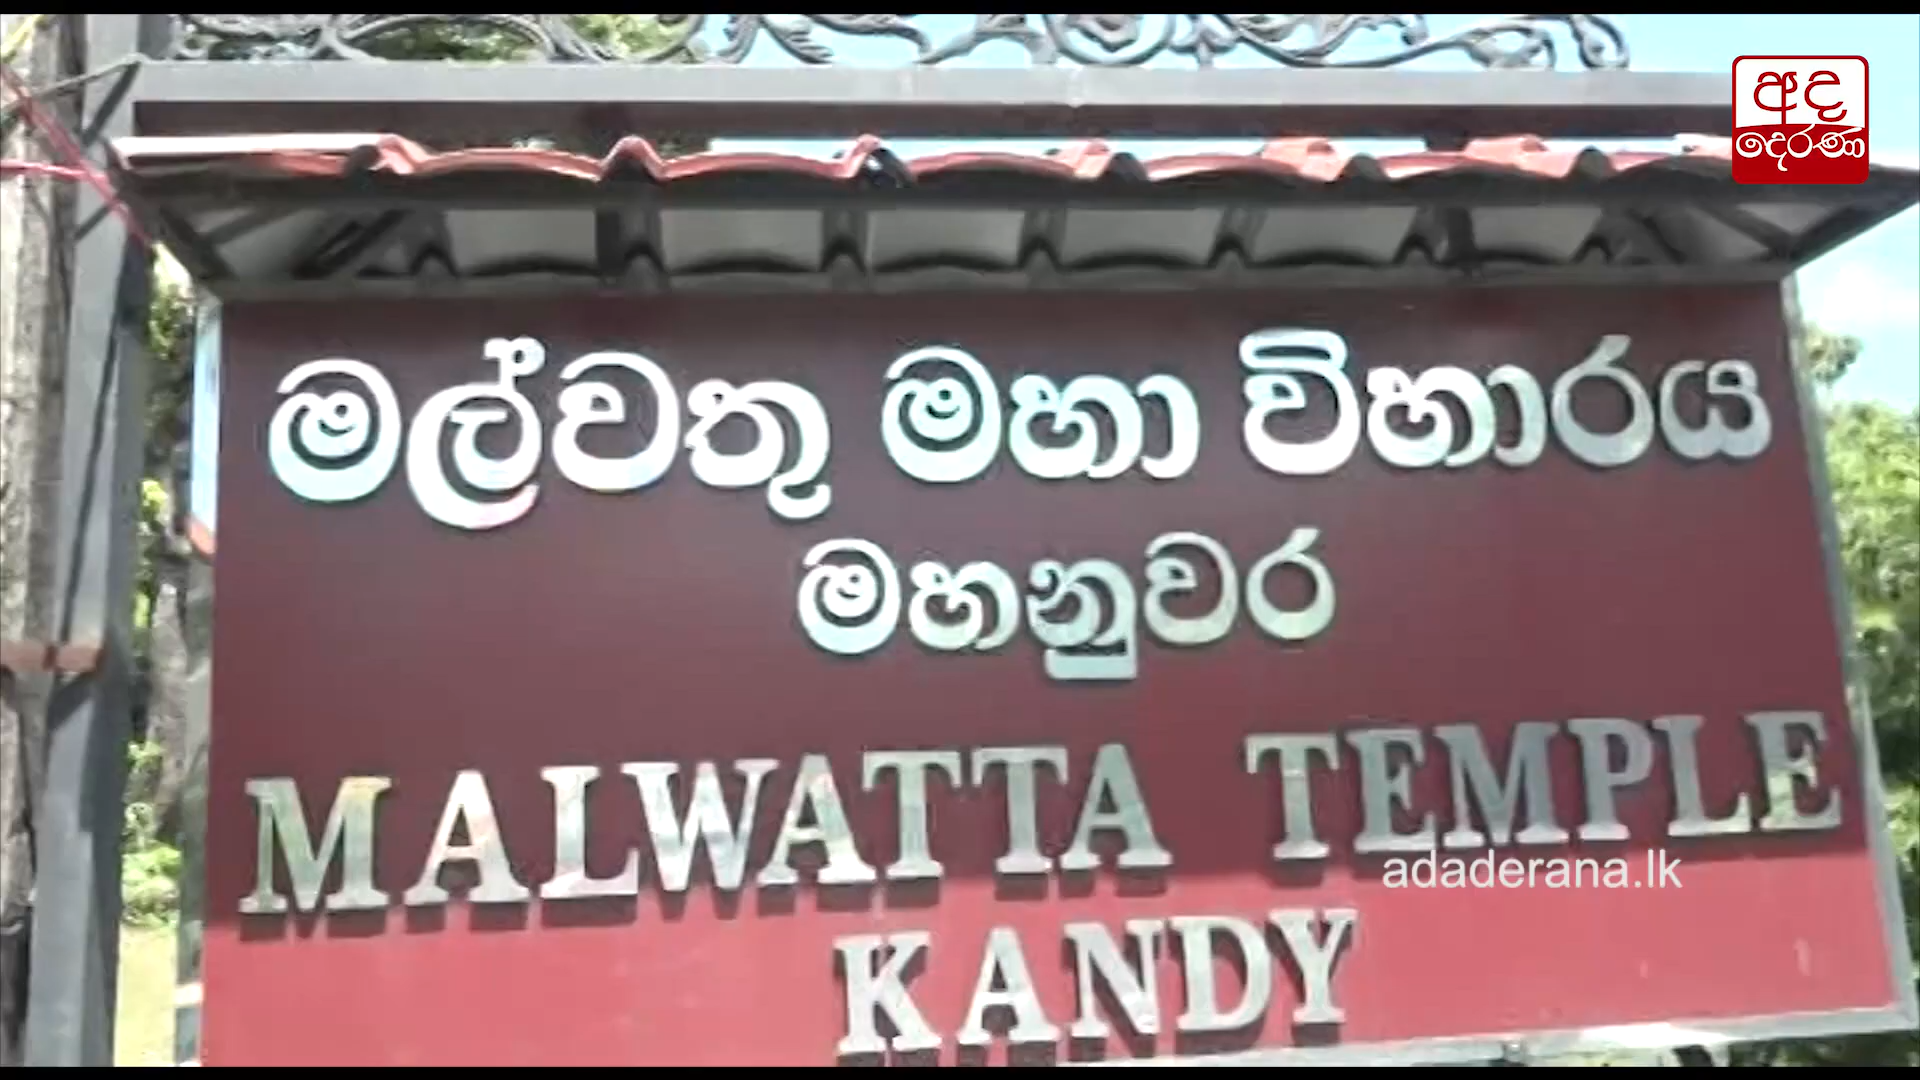 අද
දෙරණ
මල්වතු මහා විහාරය
මහනුවර
MALWATTA TEMPLE
adaderana.lk
KANDY